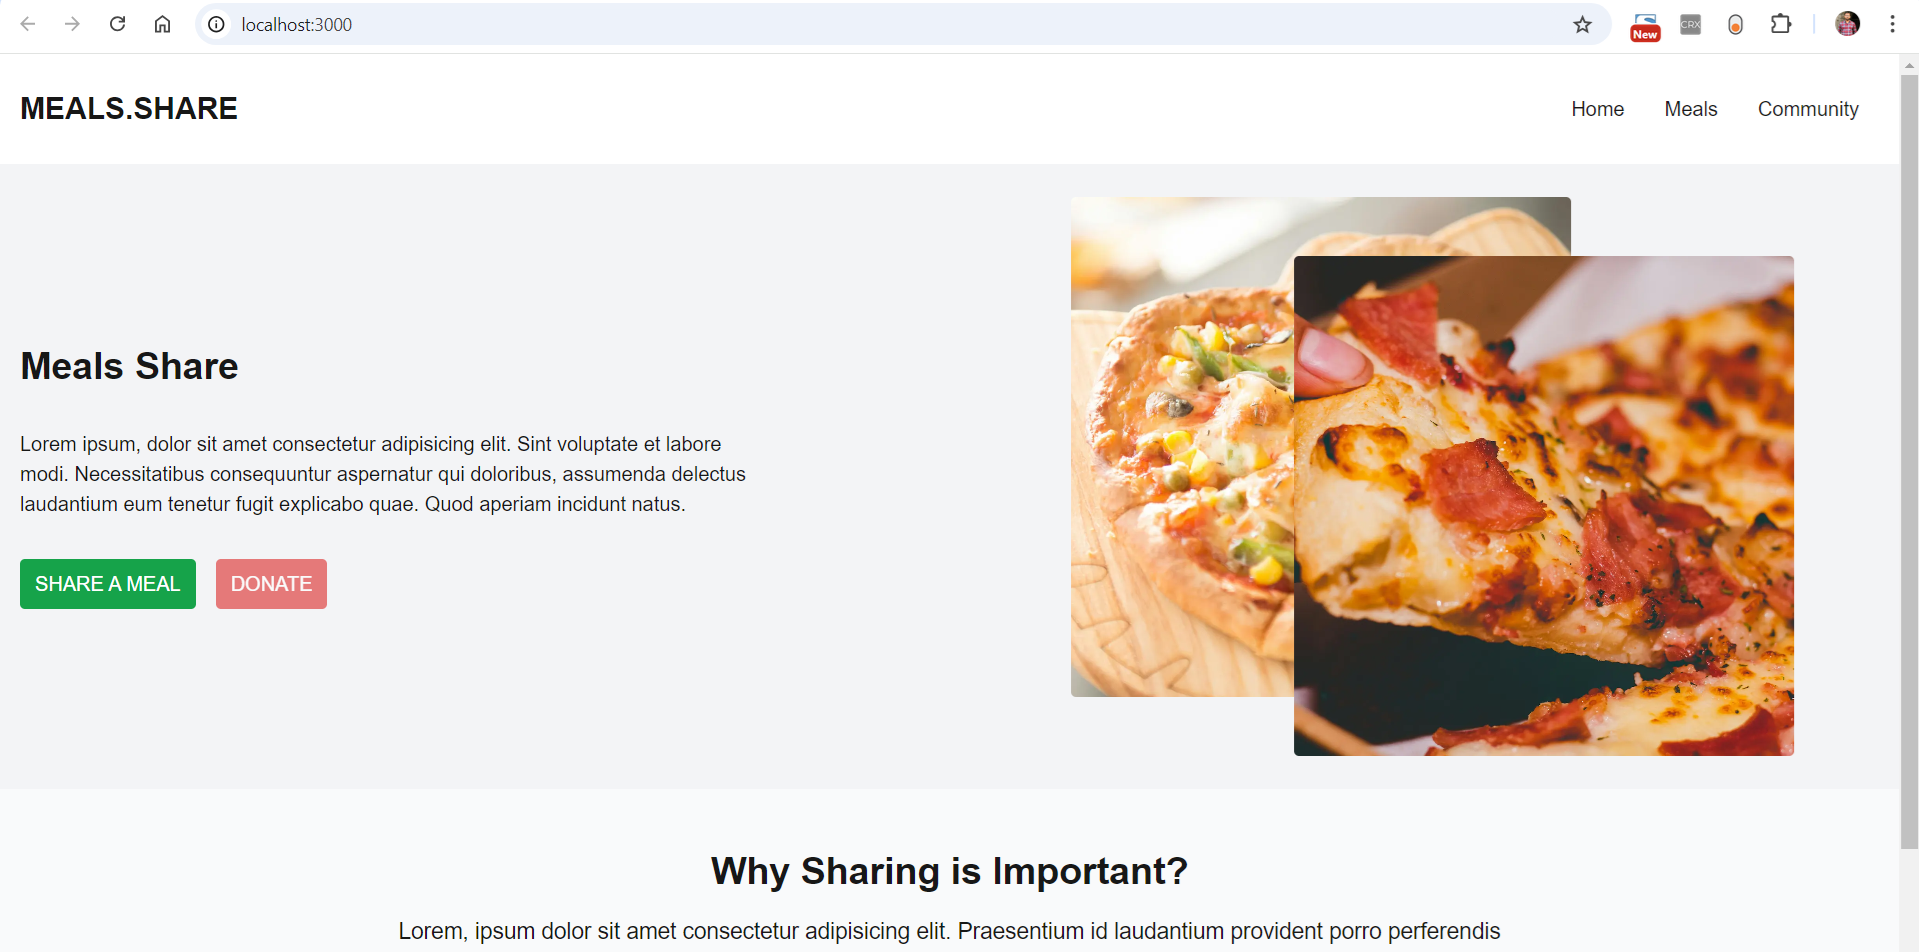 localhost:3000
New
CRX
MEALS.SHARE
Home Meals Community
Meals Share
Lorem ipsum, dolor sit amet consectetur adipisicing elit. Sint voluptate et labore
modi. Necessitatibus consequuntur aspernatur qui doloribus, assumenda delectus
laudantium eum tenetur fugit explicabo quae. Quod aperiam incidunt natus.
SHARE A MEAL DONATE
Why Sharing is Important?
Lorem, ipsum dolor sit amet consectetur adipisicing elit. Praesentium id laudantium provident porro perferendis